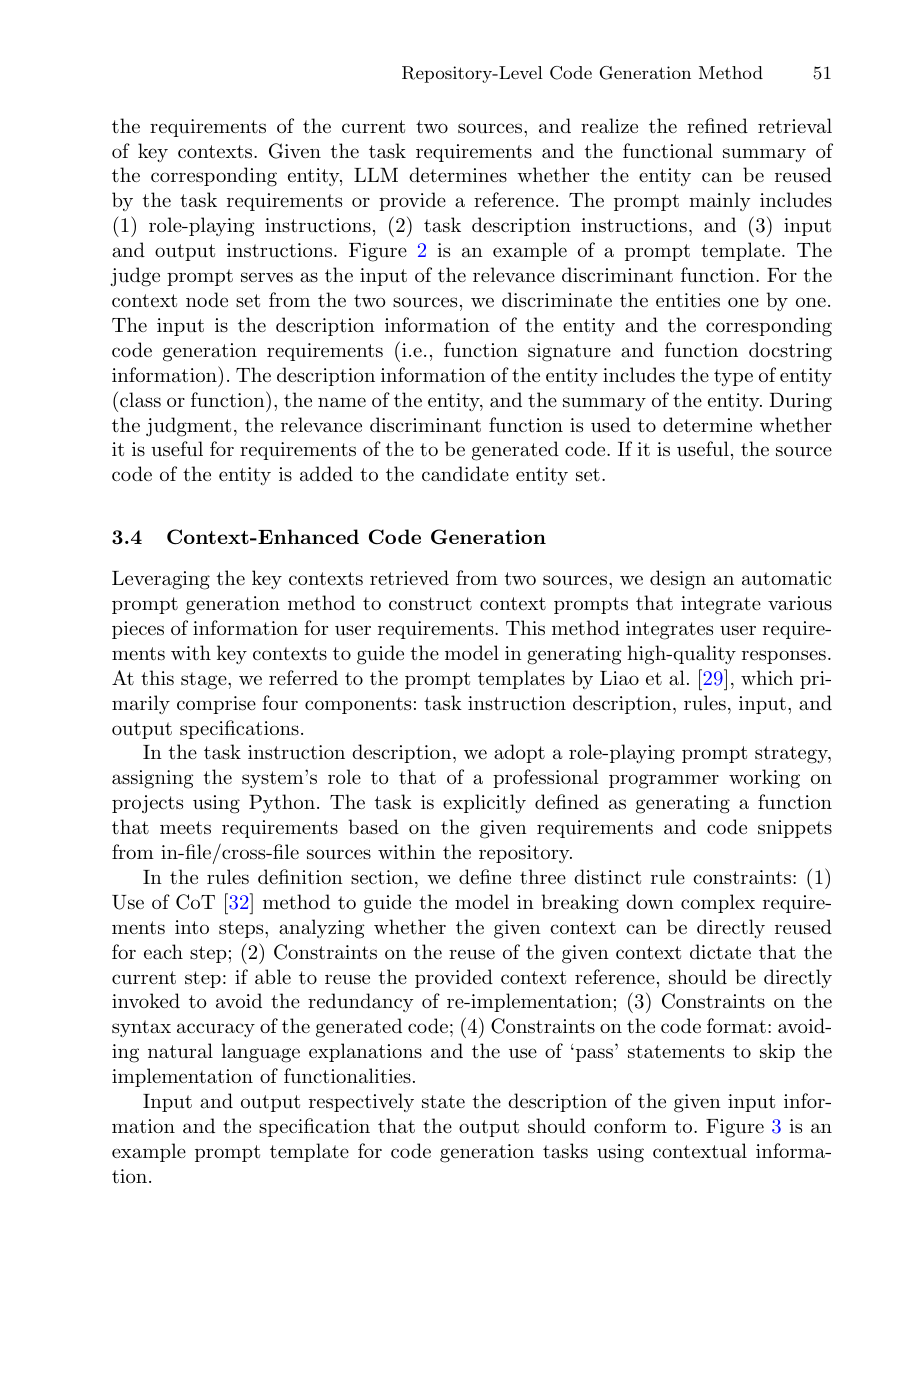 Repository-Level Code Generation Method 51
the requirements of the current two sources, and realize the refined retrieval
of key contexts. Given the task requirements and the functional summary of
the corresponding entity, LLM determines whether the entity can be reused
by the task requirements or provide a reference. The prompt mainly includes
(1) role-playing instructions, (2) task description instructions, and (3) input
and output instructions. Figure 2 is an example of a prompt template. The
judge prompt serves as the input of the relevance discriminant function. For the
context node set from the two sources, we discriminate the entities one by one.
The input is the description information of the entity and the corresponding
code generation requirements (i.e., function signature and function docstring
information). The description information of the entity includes the type of entity
(class or function), the name of the entity, and the summary of the entity. During
the judgment, the relevance discriminant function is used to determine whether
it is useful for requirements of the to be generated code. If it is useful, the source
code of the entity is added to the candidate entity set.
3.4 Context-Enhanced Code Generation
Leveraging the key contexts retrieved from two sources, we design an automatic
prompt generation method to construct context prompts that integrate various
pieces of information for user requirements. This method integrates user require-
ments with key contexts to guide the model in generating high-quality responses.
At this stage, we referred to the prompt templates by Liao et al. [29], which pri-
marily comprise four components: task instruction description, rules, input, and
output specifications.
In the task instruction description, we adopt a role-playing prompt strategy,
assigning the system's role to that of a professional programmer working on
projects using Python. The task is explicitly defined as generating a function
that meets requirements based on the given requirements and code snippets
from in-file/cross-file sources within the repository.
In the rules definition section, we define three distinct rule constraints: (1)
Use of CoT [32] method to guide the model in breaking down complex require-
ments into steps, analyzing whether the given context can be directly reused
for each step; (2) Constraints on the reuse of the given context dictate that the
current step: if able to reuse the provided context reference, should be directly
invoked to avoid the redundancy of re-implementation; (3) Constraints on the
syntax accuracy of the generated code; (4) Constraints on the code format: avoid-
ing natural language explanations and the use of ‘pass’ statements to skip the
implementation of functionalities.
Input and output respectively state the description of the given input infor-
mation and the specification that the output should conform to. Figure 3 is an
example prompt template for code generation tasks using contextual informa-
tion.